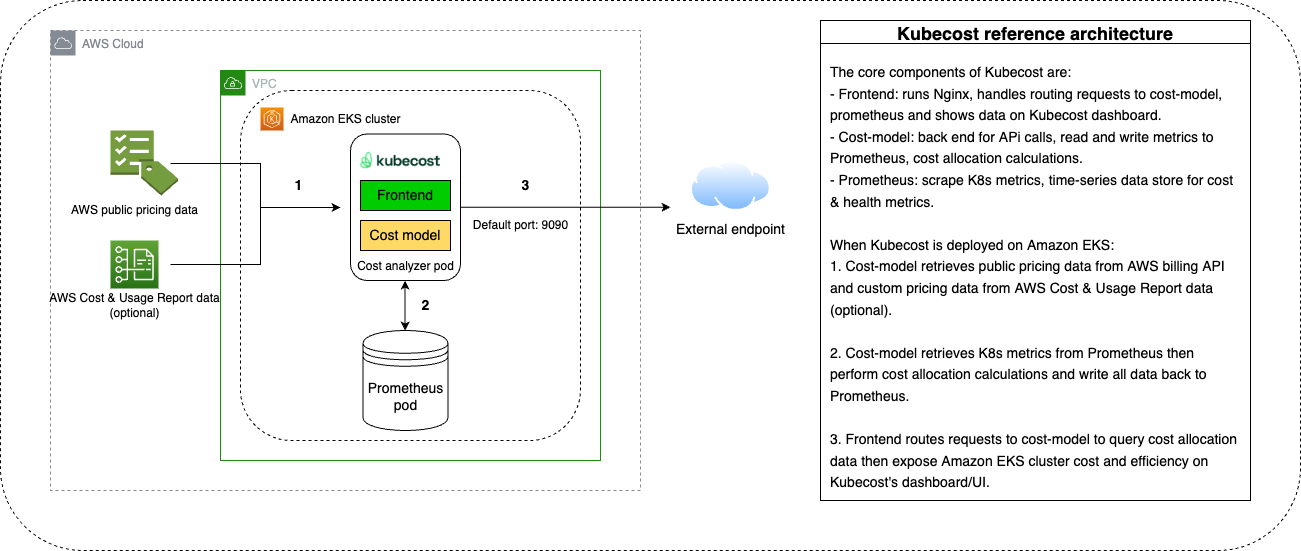 AWS Cloud
VPC
Amazon EKS cluster
AWS public pricing data
AWS Cost & Usage Report data
(optional)
1
kubecost
Frontend
Cost model
Cost analyzer pod
2
Prometheus
pod
3
Default port: 9090
External endpoint
Kubecost reference architecture
The core components of Kubecost are:
- Frontend: runs Nginx, handles routing requests to cost-model,
prometheus and shows data on Kubecost dashboard.
- Cost-model: back end for APi calls, read and write metrics to
Prometheus, cost allocation calculations.
- Prometheus: scrape K8s metrics, time-series data store for cost
& health metrics.
When Kubecost is deployed on Amazon EKS:
1. Cost-model retrieves public pricing data from AWS billing API
and custom pricing data from AWS Cost & Usage Report data
(optional).
2. Cost-model retrieves K8s metrics from Prometheus then
perform cost allocation calculations and write all data back to
Prometheus.
3. Frontend routes requests to cost-model to query cost allocation
data then expose Amazon EKS cluster cost and efficiency on
Kubecost's dashboard/UI.